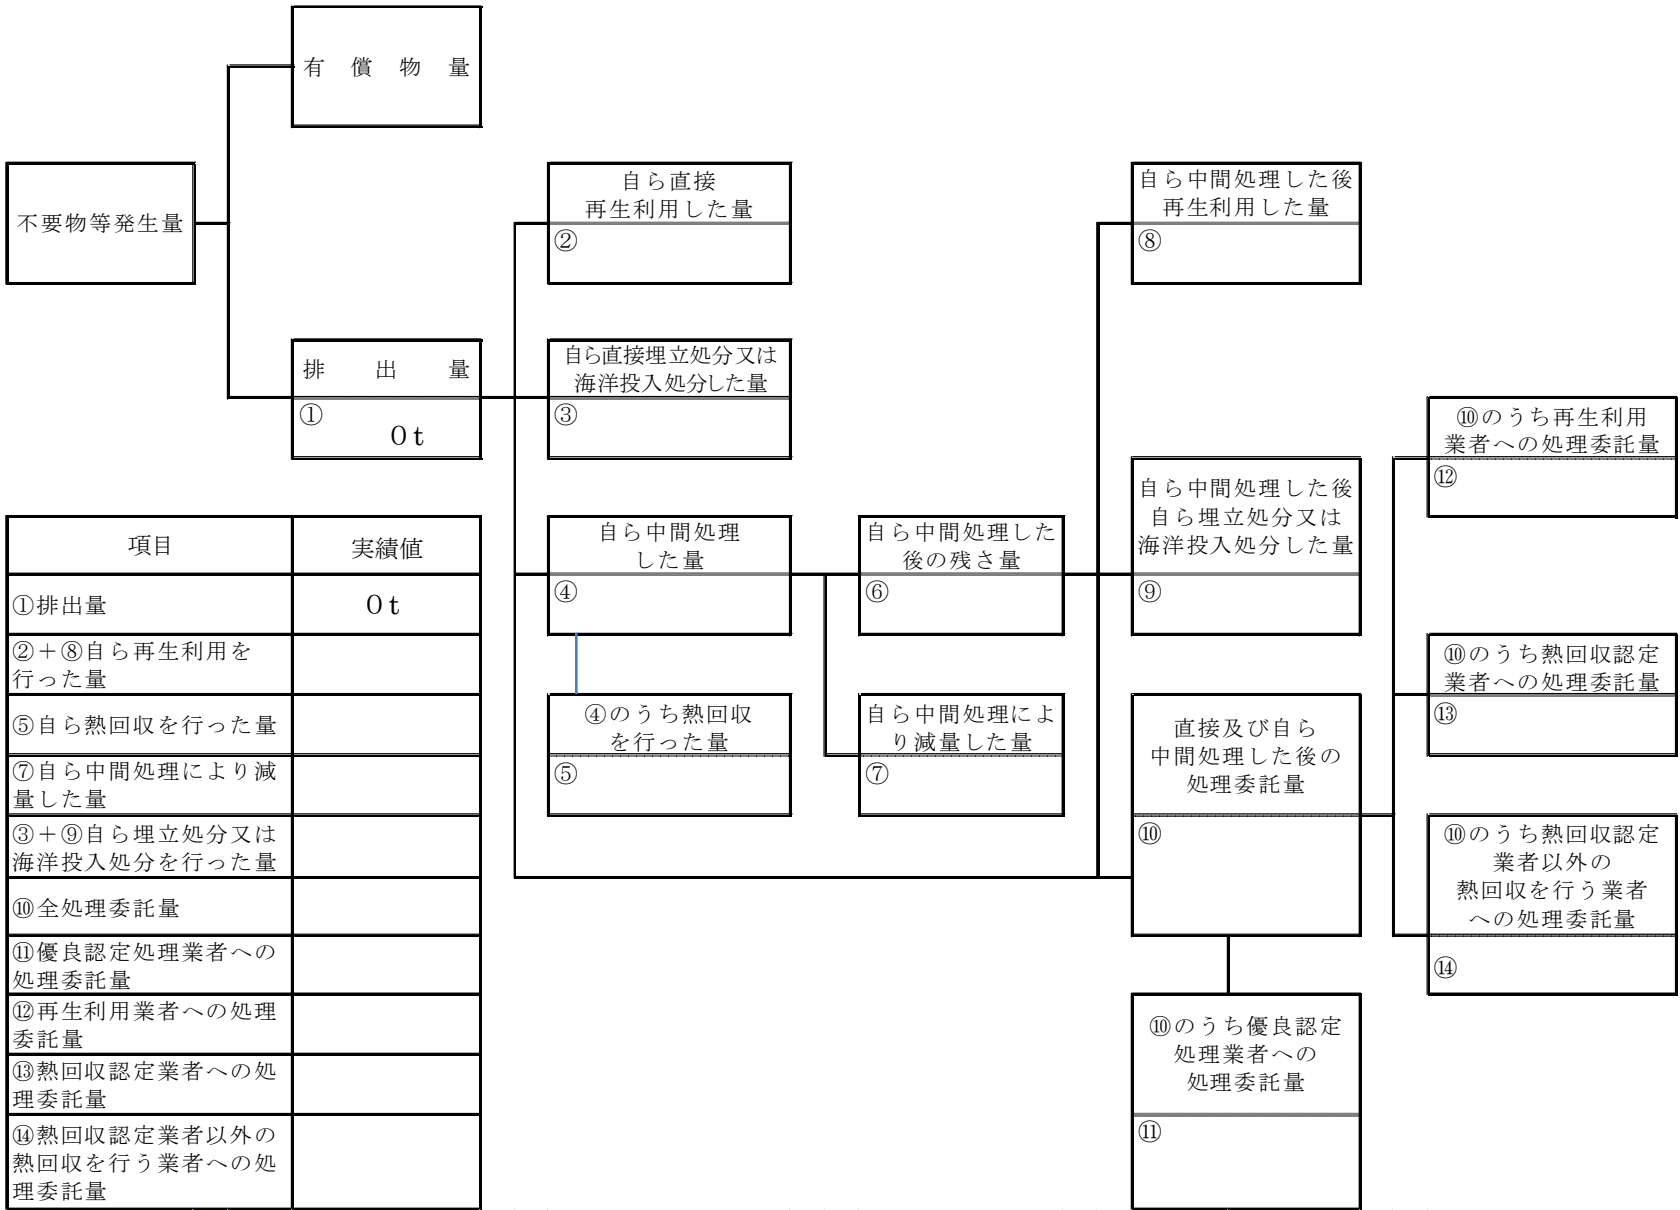 有償物量
不要物等発生量
排出量
①
0t
自ら直接
再生利用した量
②
自ら直接埋立処分又は
海洋投入処分した量
③
自ら中間処理
した量
④
④のうち熱回収
を行った量
⑤
自ら中間処理した
後の残さ量
⑥
自ら中間処理によ
り減量した量
⑦
自ら中間処理した後
再生利用した量
⑧
自ら中間処理した後
自ら埋立処分又は
海洋投入処分した量
⑨
直接及び自ら
中間処理した後の
処理委託量
⑩
⑩のうち優良認定
処理業者への
処理委託量
⑪
⑩のうち再生利用
業者への処理委託量
⑫
⑩のうち熱回収認定
業者への処理委託量
⑬
⑩のうち熱回収認定
業者以外の
熱回収を行う業者
への処理委託量
⑭
項目 実績値
①排出量 0t
②＋⑧自ら再生利用を
行った量
⑤自ら熱回収を行った量
⑦自ら中間処理により減
量した量
③＋⑨自ら埋立処分又は
海洋投入処分を行った量
⑩全処理委託量
⑪優良認定処理業者への
処理委託量
⑫再生利用業者への処理
委託量
⑬熱回収認定業者への処
理委託量
⑭熱回収認定業者以外の
熱回収を行う業者への処
理委託量